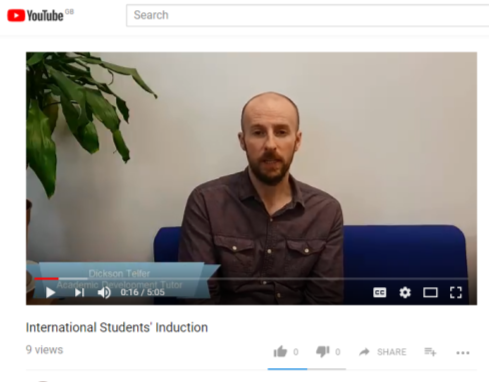 YouTube GB
Search
Dickson Telfer
Academic Development Tutor
0:16 / 5:05
CC
International Students' Induction
9 views
0
0
SHARE